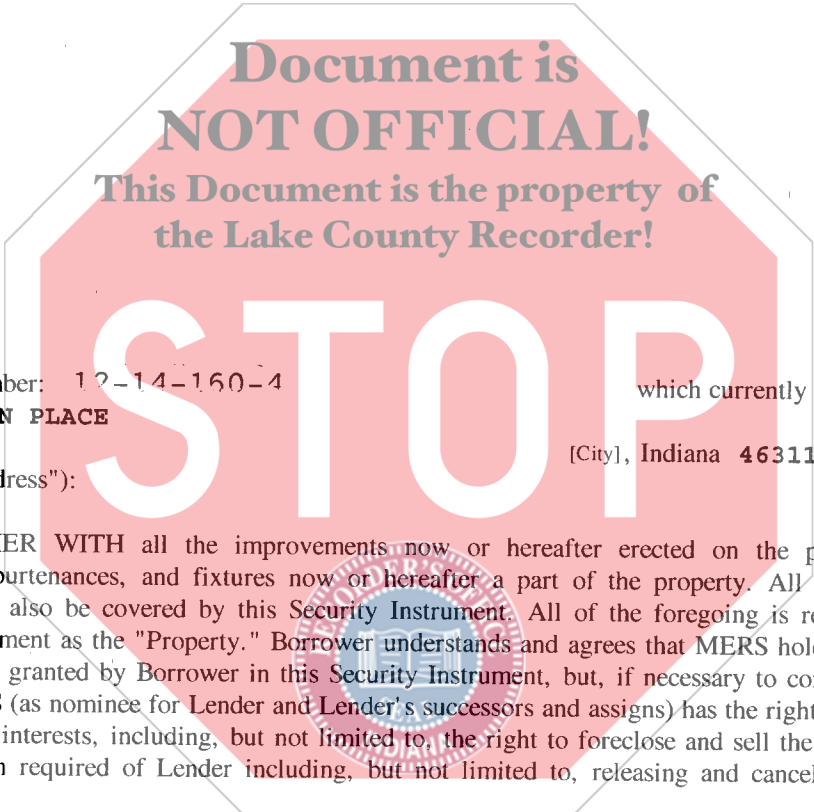 Document is
NOT OFFICIAL!
This Document is the property of
the Lake County Recorder!
STOP
ber: 12-14-160-4 which currently
N PLACE
[City], Indiana 46311
dress"):
ER WITH all the improvements now or hereafter erected on the p
ourtenances, and fixtures now or hereafter a part of the property. All
also be covered by this Security Instrument. All of the foregoing is re
ment as the "Property." Borrower understands and agrees that MERS hol
granted by Borrower in this Security Instrument, but, if necessary to co
S (as nominee for Lender and Lender's successors and assigns) has the right
interests, including, but not limited to, the right to foreclose and sell the
n required of Lender including, but not limited to, releasing and cancel
SEAL
INDIANA